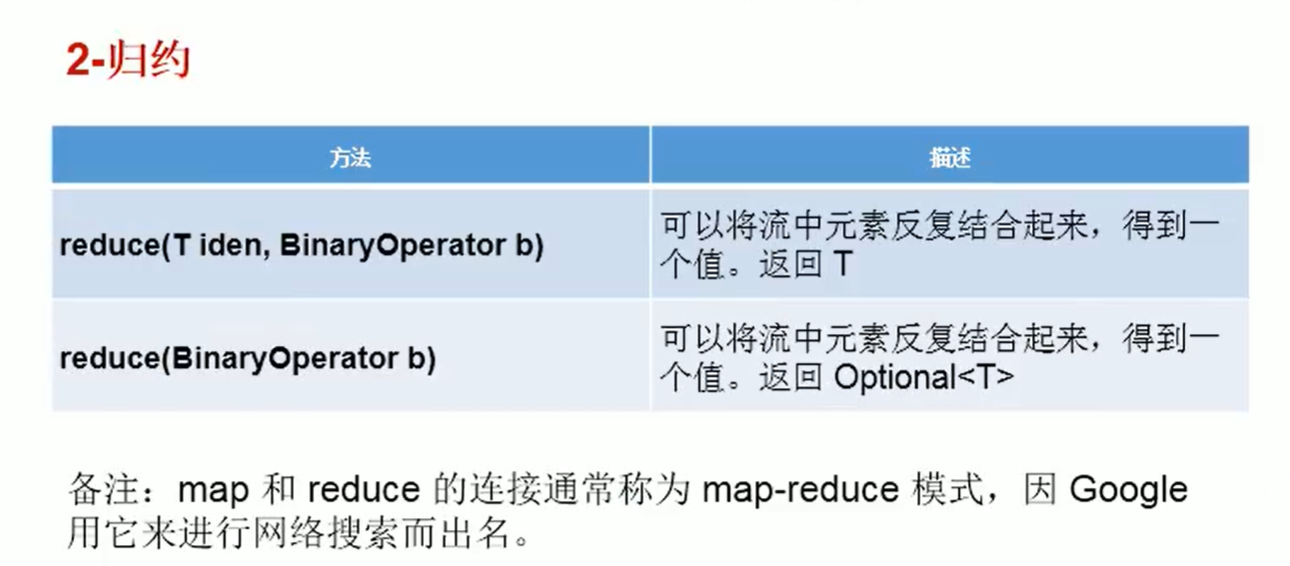 2-归约
方法
描述
reduce(T iden, BinaryOperator b)
可以将流中元素反复结合起来，得到一
个值。返回 T
reduce(BinaryOperator b)
可以将流中元素反复结合起来，得到一
个值。返回 Optional<T>
备注：map 和 reduce 的连接通常称为 map-reduce 模式，因 Google
用它来进行网络搜索而出名。